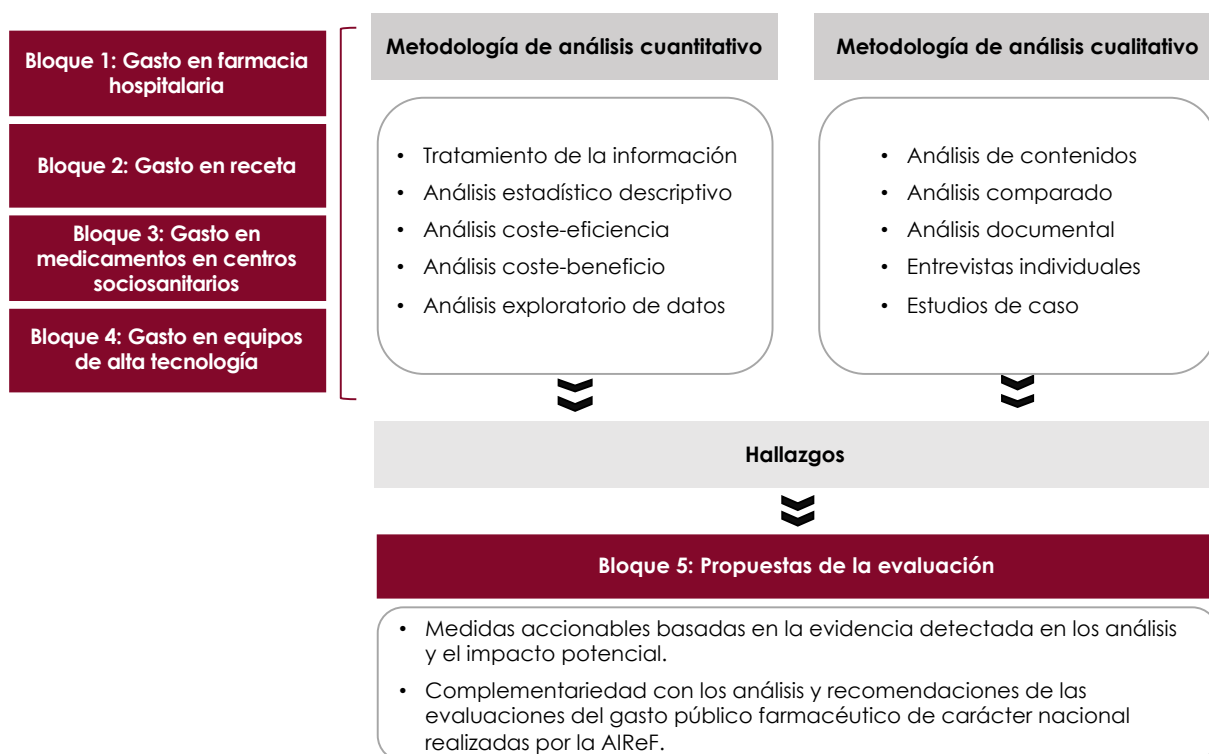 Bloque 1: Gasto en farmacia
hospitalaria
Bloque 2: Gasto en receta
Bloque 3: Gasto en
medicamentos en centros
sociosanitarios
Bloque 4: Gasto en equipos
de alta tecnología
Metodología de análisis cuantitativo
• Tratamiento de la información
• Análisis estadístico descriptivo
• Análisis coste-eficiencia
• Análisis coste-beneficio
• Análisis exploratorio de datos
Metodología de análisis cualitativo
• Análisis de contenidos
• Análisis comparado
• Análisis documental
• Entrevistas individuales
• Estudios de caso
Hallazgos
Bloque 5: Propuestas de la evaluación
• Medidas accionables basadas en la evidencia detectada en los análisis
y el impacto potencial.
• Complementariedad con los análisis y recomendaciones de las
evaluaciones del gasto público farmacéutico de carácter nacional
realizadas por la AIReF.